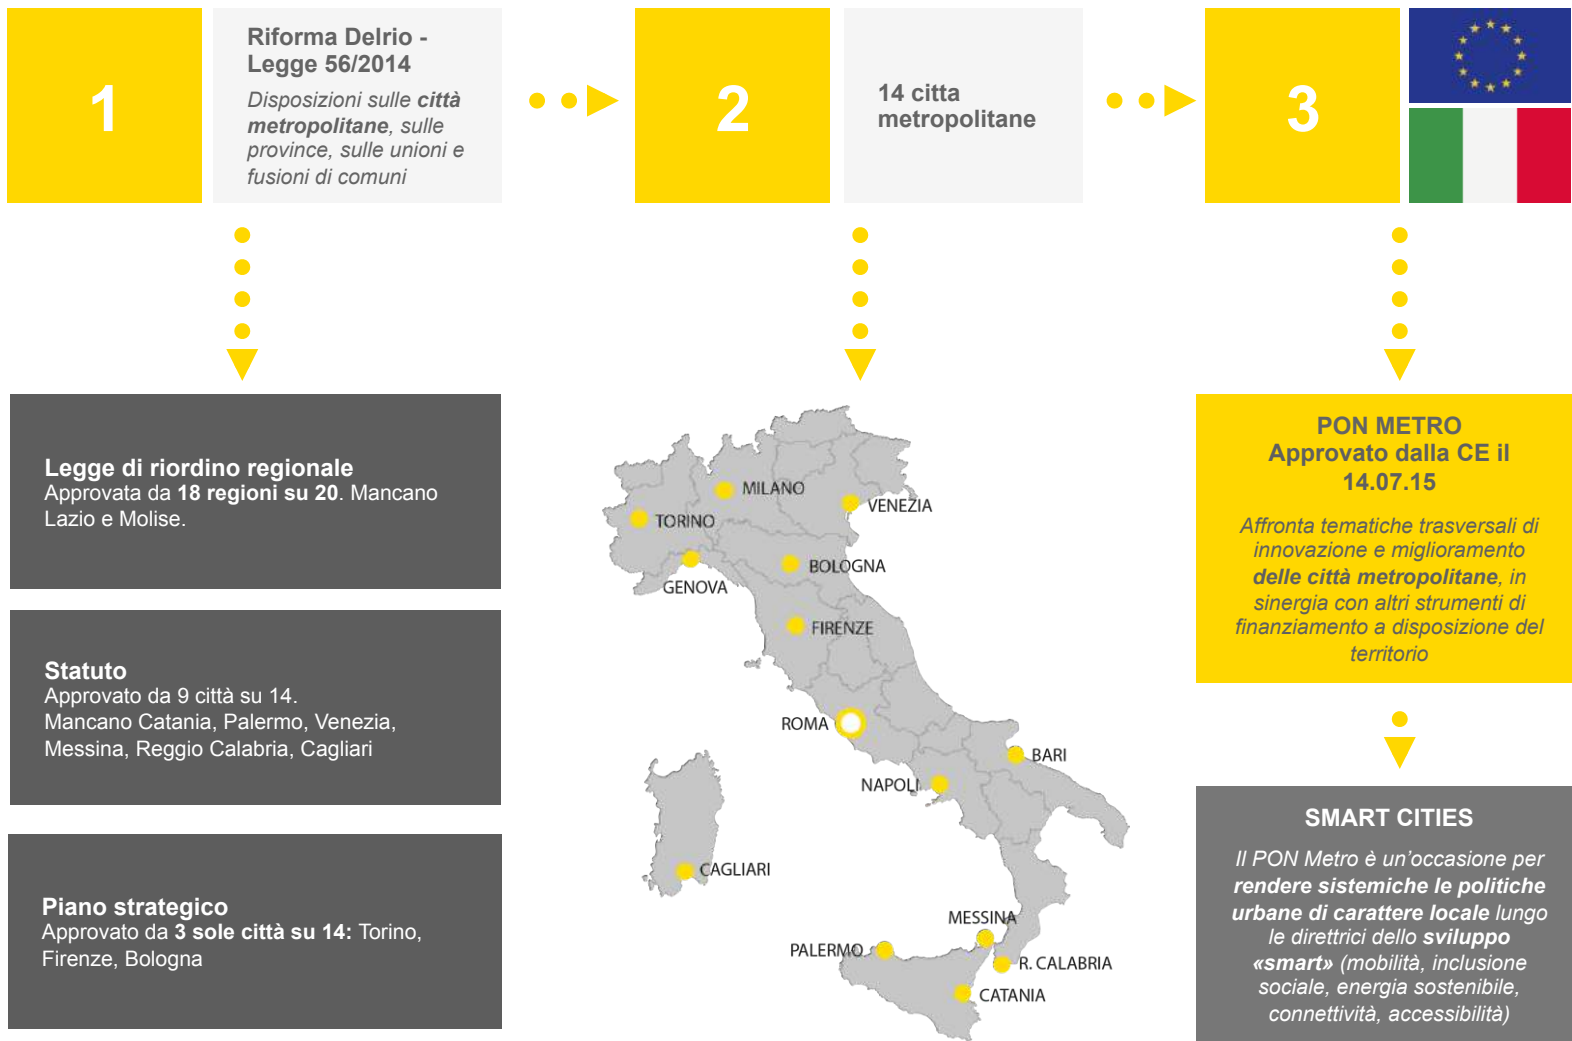 1
Riforma Delrio -
Legge 56/2014
Disposizioni sulle città
metropolitane, sulle
province, sulle unioni e
fusioni di comuni
2
14 citta
metropolitane
3
Legge di riordino regionale
Approvata da 18 regioni su 20. Mancano
Lazio e Molise.
Statuto
Approvato da 9 città su 14.
Mancano Catania, Palermo, Venezia,
Messina, Reggio Calabria, Cagliari
Piano strategico
Approvato da 3 sole città su 14: Torino,
Firenze, Bologna
MILANO
VENEZIA
TORINO
BOLOGNA
GENOVA
FIRENZE
ROMA
BARI
NAPOLI
CAGLIARI
MESSINA
PALERMO
R. CALABRIA
CATANIA
PON METRO
Approvato dalla CE il
14.07.15
Affronta tematiche trasversali di
innovazione e miglioramento
delle città metropolitane, in
sinergia con altri strumenti di
finanziamento a disposizione del
territorio
SMART CITIES
Il PON Metro è un’occasione per
rendere sistemiche le politiche
urbane di carattere locale lungo
le direttrici dello sviluppo
«smart» (mobilità, inclusione
sociale, energia sostenibile,
connettività, accessibilità)